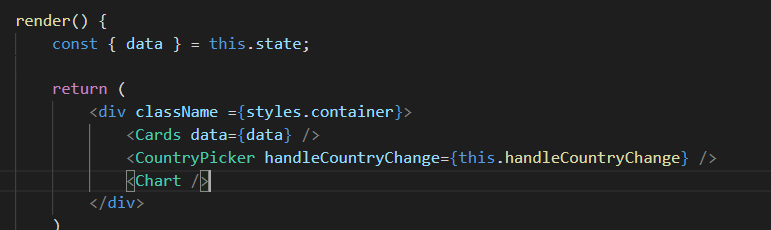 render() {
const { data } = this.state;
return (
<div className ={styles.container}>
<Cards data={data} />
<CountryPicker handleCountryChange={this.handleCountryChange} />
<Chart />
</div>
)